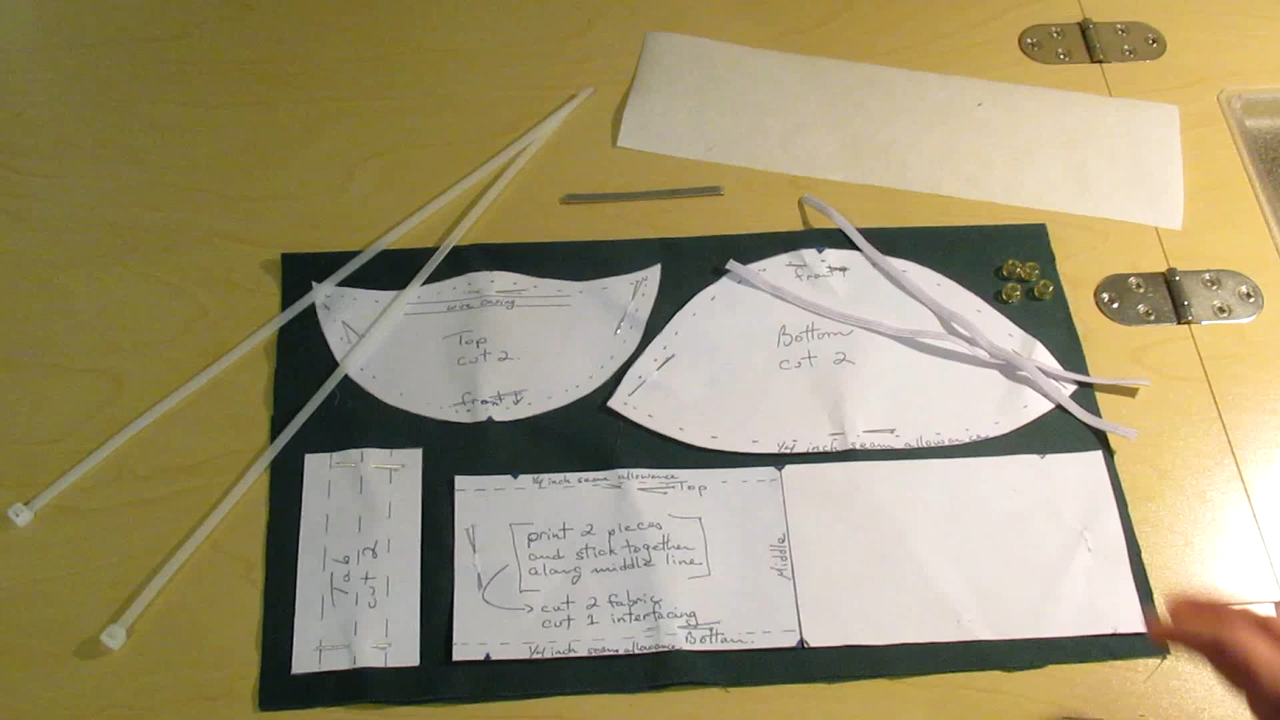 wire casing
Top
cut 2.
front
front
Bottom
cut 2
1/4 inch seam allowance
Tab
cut 2
1/4 inch seam allowance
Top
print 2 pieces
and stick together
along middle line
cut 2 fabric
cut 1 interfacing
Bottom.
1/4 inch seam allowance
Middle